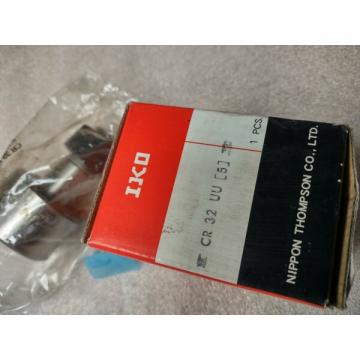 IKO
CR 32 UU [5]
1 PCS.
NIPPON THOMPSON CO., LTD.